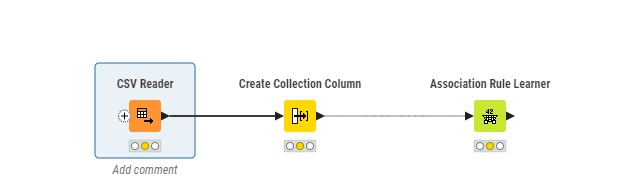 CSV Reader
Create Collection Column
Association Rule Learner
Add comment